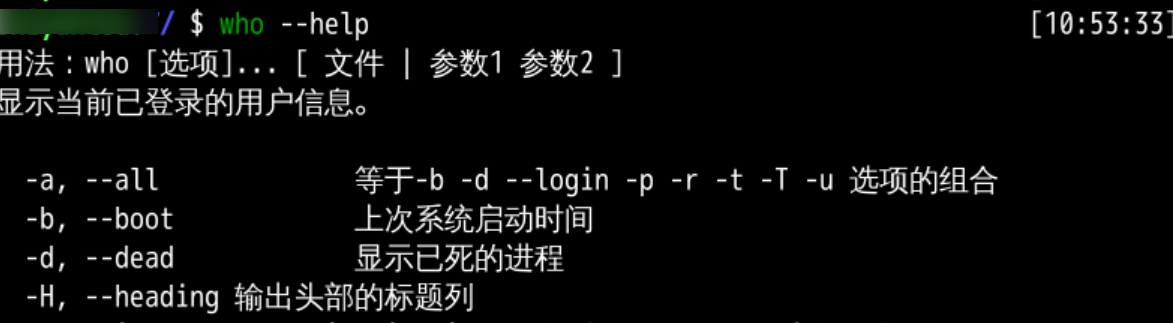 / $ who --help [10:53:33]
用法：who [选项]... [ 文件 | 参数1 参数2 ]
显示当前已登录的用户信息。
-a, --all 等于-b -d --login -p -r -t -T -u 选项的组合
-b, --boot 上次系统启动时间
-d, --dead 显示已死的进程
-H, --heading 输出头部的标题列